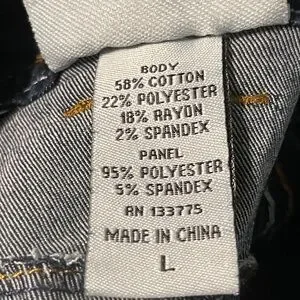 BODY
58% COTTON
22% POLYESTER
18% RAYON
2% SPANDEX
PANEL
95% POLYESTER
5% SPANDEX
RN 133775
MADE IN CHINA
L